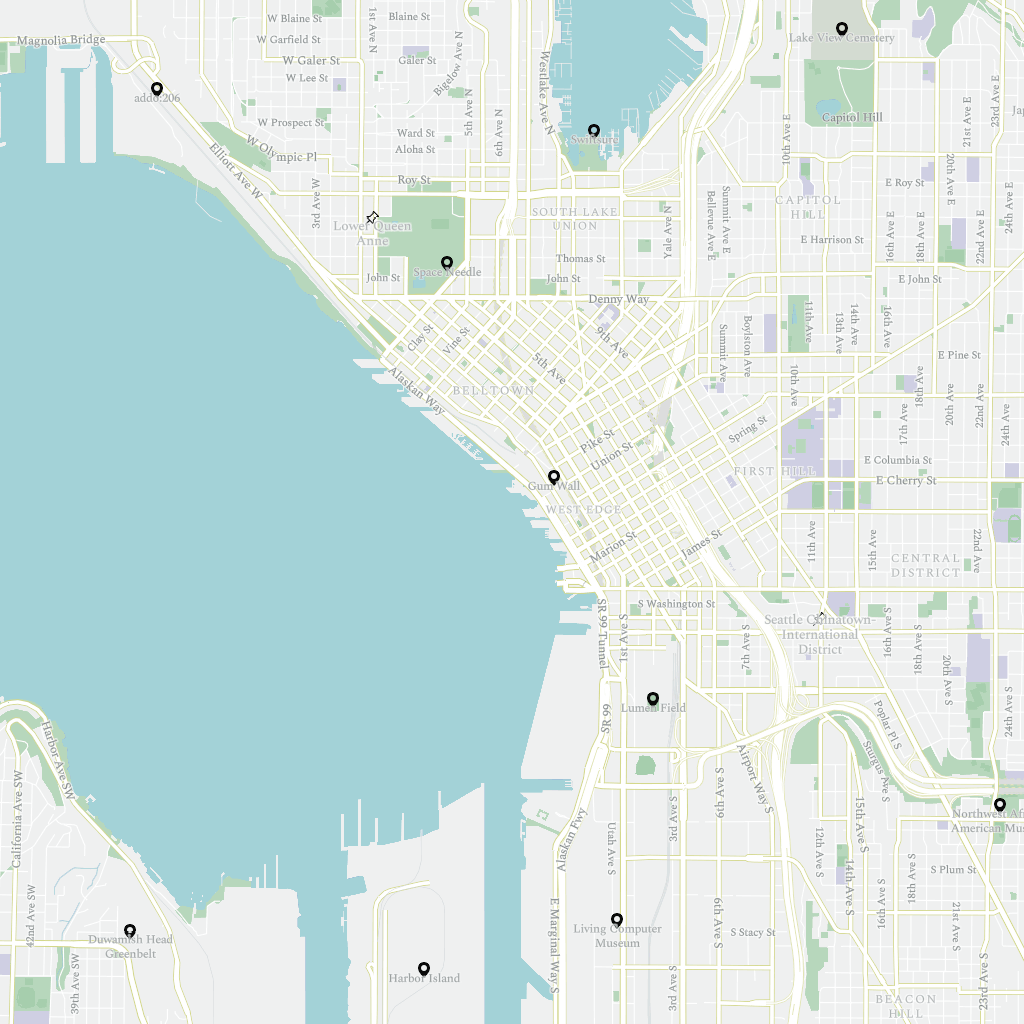 W Blaine St
1st Ave N
Blaine St
Magnolia Bridge
W Garfield St
Lake View Cemetery
W Galer St
Galer St
Bigelow Ave N
Westlake Ave N
W Lee St
add:206
5th Ave N
6th Ave N
23rd Ave E
21st Ave E
W Prospect St
Capitol Hill
Ward St
Swiftsure
10th Ave E
W Olympic Pl
Aloha St
Elliott Ave W
3rd Ave W
Roy St
E Roy St
20th Ave E
24th Ave E
Lower Queen
Anne
SOUTH LAKE
UNION
Yale Ave N
Bellevue Ave E
Summit Ave E
CAPITOL
HILL
E Harrison St
16th Ave E
18th Ave E
22nd Ave E
Thomas St
Space Needle
John St
John St
E John St
Denny Way
Clay St
Vine St
5th Ave
9th Ave
Summit Ave
Boylston Ave
11th Ave
13th Ave
14th Ave
16th Ave
E Pine St
BELLTOWN
Alaskan Way
10th Ave
17th Ave
18th Ave
20th Ave
22nd Ave
24th Ave
Pike St
Union St
Spring St
E Columbia St
FIRST HILL
E Cherry St
Gum Wall
WEST EDGE
Marion St
James St
11th Ave
15th Ave
22nd Ave
CENTRAL
DISTRICT
S Washington St
SR 99 Tunnel
1st Ave S
7th Ave S
Seattle Chinatown-
International
District
16th Ave S
18th Ave S
20th Ave S
24th Ave S
Lumen Field
SR 99
Poplar Pl S
Harbor Ave SW
Airport Way S
Sturgus Ave S
California Ave SW
6th Ave S
3rd Ave S
Northwest Afri
American Mus
Alaskan Fwy
Utah Ave S
12th Ave S
15th Ave S
14th Ave S
16th Ave S
18th Ave S
S Plum St
21st Ave S
42nd Ave SW
39th Ave SW
Duwamish Head
Greenbelt
Harbor Island
E Marginal Way S
Living Computer
Museum
6th Ave S
S Stacy St
3rd Ave S
23rd Ave S
BEACON
HILL